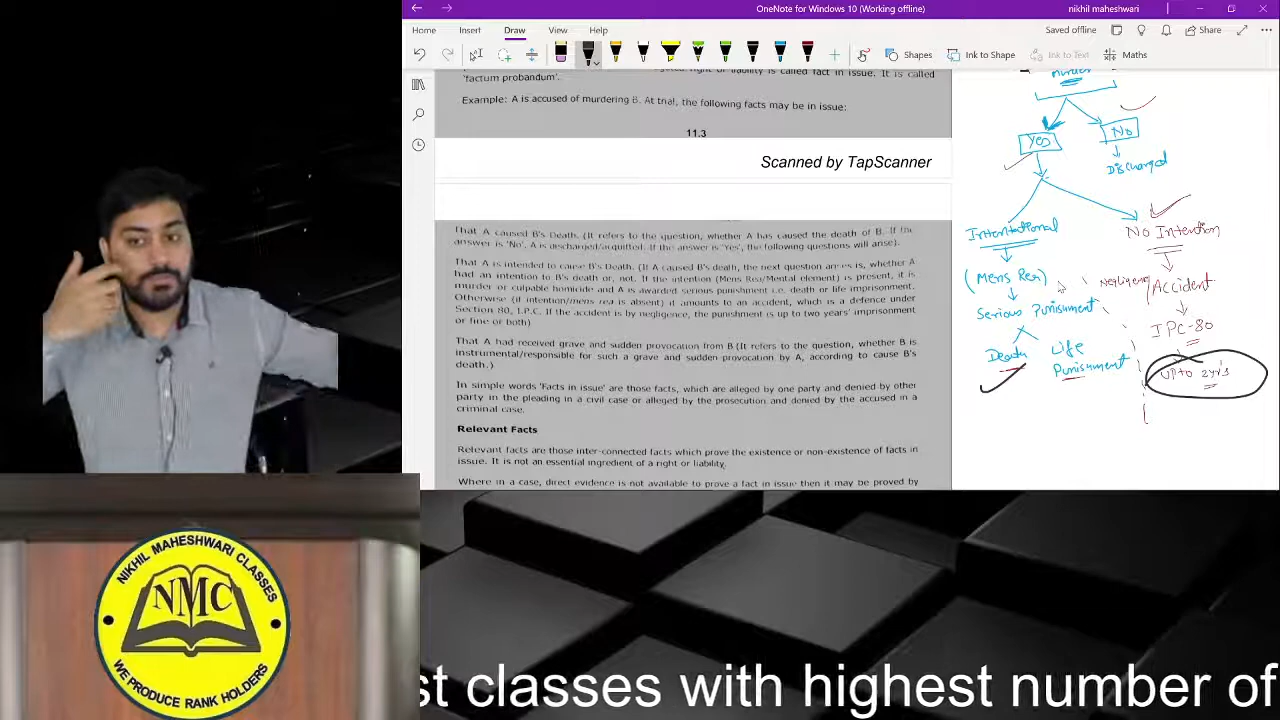 OneNote for Windows 10 (Working offline)
nikhil maheshwari
Home Insert Draw View Help
Saved offline
Share
Shapes
Ink to Shape
Ink to Text
Maths
right or liability is called fact in issue. It is called
'factum probandum'.
Example: A is accused of murdering B. At trial, the following facts may be in issue:
11.3
Scanned by TapScanner
That A caused B's Death. (It refers to the question, whether A has caused the death of B. If the
answer is 'No'. A is discharged/acquitted. If the answer is 'Yes', the following questions will arise).
That A is intended to cause B's Death. (If A caused B's death, the next question arises is, whether A
had an intention to B's death or, not. If the intention (Mens Rea/Mental element) is present, it is
murder or culpable homicide and A is awarded serious punishment i.e. death or life imprisonment.
Otherwise (if intention/mens rea is absent) it amounts to an accident, which is a defence under
Section 80, I.P.C. If the accident is by negligence, the punishment is up to two years' imprisonment
or fine or both)
That A had received grave and sudden provocation from B (It refers to the question, whether B is
instrumental/responsible for such a grave and sudden provocation by A, according to cause B's
death.)
In simple words 'Facts in issue' are those facts, which are alleged by one party and denied by other
party in the pleading in a civil case or alleged by the prosecution and denied by the accused in a
criminal case.
Relevant Facts
Relevant facts are those inter-connected facts which prove the existence or non-existence of facts in
issue. It is not an essential ingredient of a right or liability.
Where in a case, direct evidence is not available to prove a fact in issue then it may be proved by
Murder
Yes
No
Discharged
Intentational
No Intention
(Mens Rea)
Negligence/Accident
Serious Punisument
IPC-80
Death
Life
Punisument
Upto 2yr's
NIKHIL MAHESHWARI CLASSES
NMC
WE PRODUCE RANK HOLDERS
st classes with highest number of